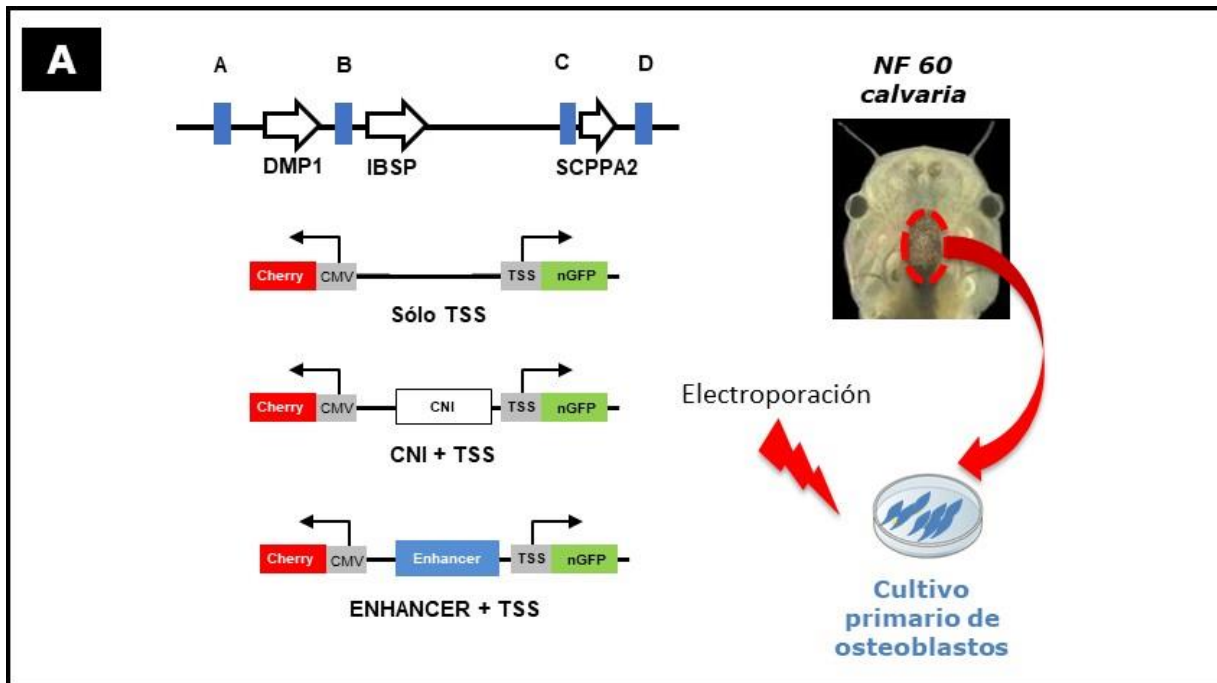 A
A B C D
DMP1 IBSP SCPPA2
Cherry CMV TSS nGFP
Sólo TSS
Cherry CMV CNI TSS nGFP
CNI + TSS
Cherry CMV Enhancer TSS nGFP
ENHANCER + TSS
NF 60
calvaria
Electroporación
Cultivo
primario de
osteoblastos